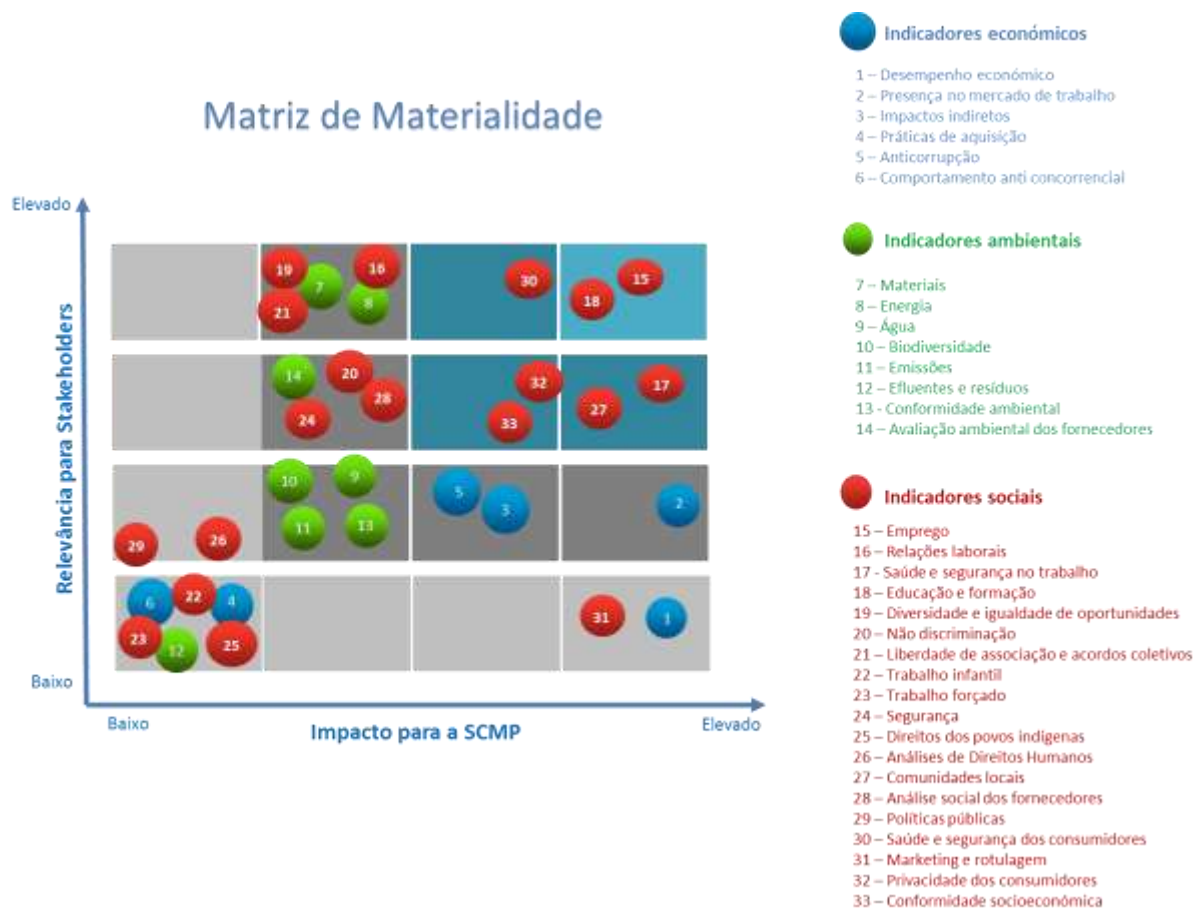 Matriz de Materialidade
Elevado
Relevância para Stakeholders
Baixo
Baixo
Impacto para a SCMP
Elevado
19
16
7
8
21
30
15
18
14
20
28
24
32
33
17
27
10
9
11
13
5
3
2
29
26
6
22
4
23
12
25
31
1
Indicadores económicos
1 – Desempenho económico
2 – Presença no mercado de trabalho
3 – Impactos indiretos
4 – Práticas de aquisição
5 – Anticorrupção
6 – Comportamento anti concorrencial
Indicadores ambientais
7 – Materiais
8 – Energia
9 – Água
10 – Biodiversidade
11 – Emissões
12 – Efluentes e resíduos
13 - Conformidade ambiental
14 – Avaliação ambiental dos fornecedores
Indicadores sociais
15 – Emprego
16 – Relações laborais
17 - Saúde e segurança no trabalho
18 – Educação e formação
19 – Diversidade e igualdade de oportunidades
20 – Não discriminação
21 – Liberdade de associação e acordos coletivos
22 – Trabalho infantil
23 – Trabalho forçado
24 – Segurança
25 – Direitos dos povos indígenas
26 – Análises de Direitos Humanos
27 – Comunidades locais
28 – Análise social dos fornecedores
29 – Políticas públicas
30 – Saúde e segurança dos consumidores
31 – Marketing e rotulagem
32 – Privacidade dos consumidores
33 – Conformidade socioeconómica